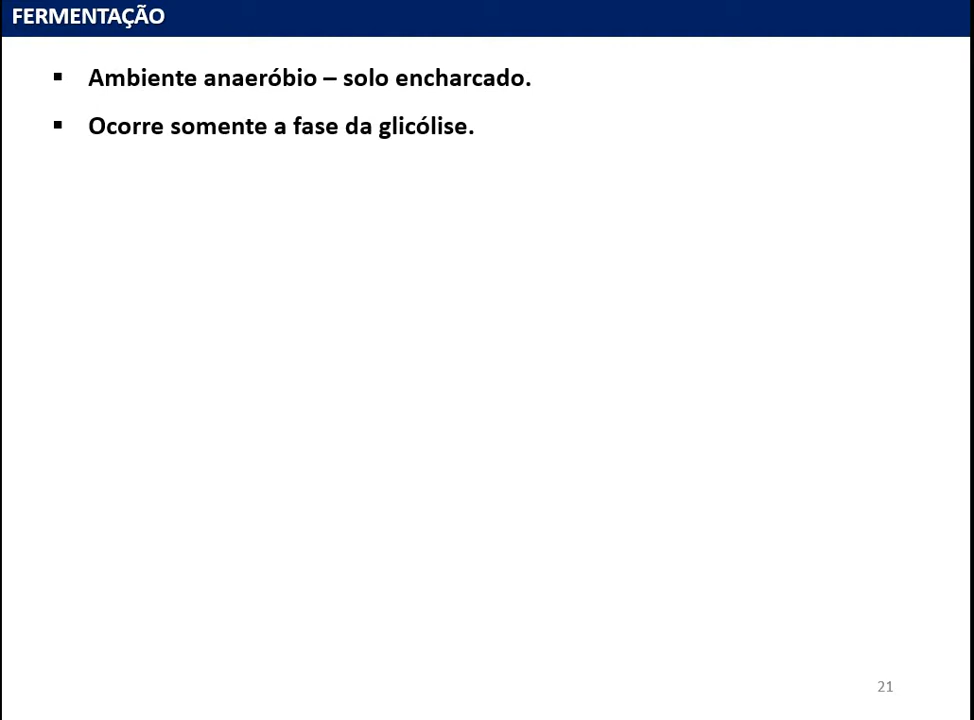 FERMENTAÇÃO
▪ Ambiente anaeróbio – solo encharcado.
▪ Ocorre somente a fase da glicólise.
21